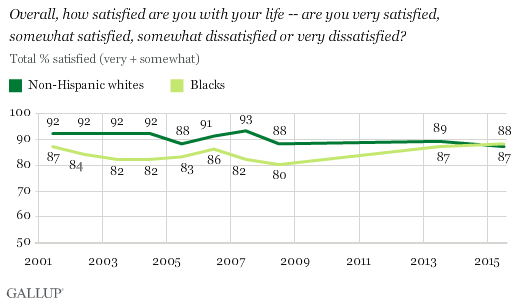 Overall, how satisfied are you with your life -- are you very satisfied,
somewhat satisfied, somewhat dissatisfied or very dissatisfied?
Total % satisfied (very + somewhat)
Non-Hispanic whites Blacks
100
92 92 92 92 88 91 93 88 89 88
90
87 84 82 82 83 86 82 80 87 87
80
70
60
50
2001 2003 2005 2007 2009 2011 2013 2015
GALLUP®